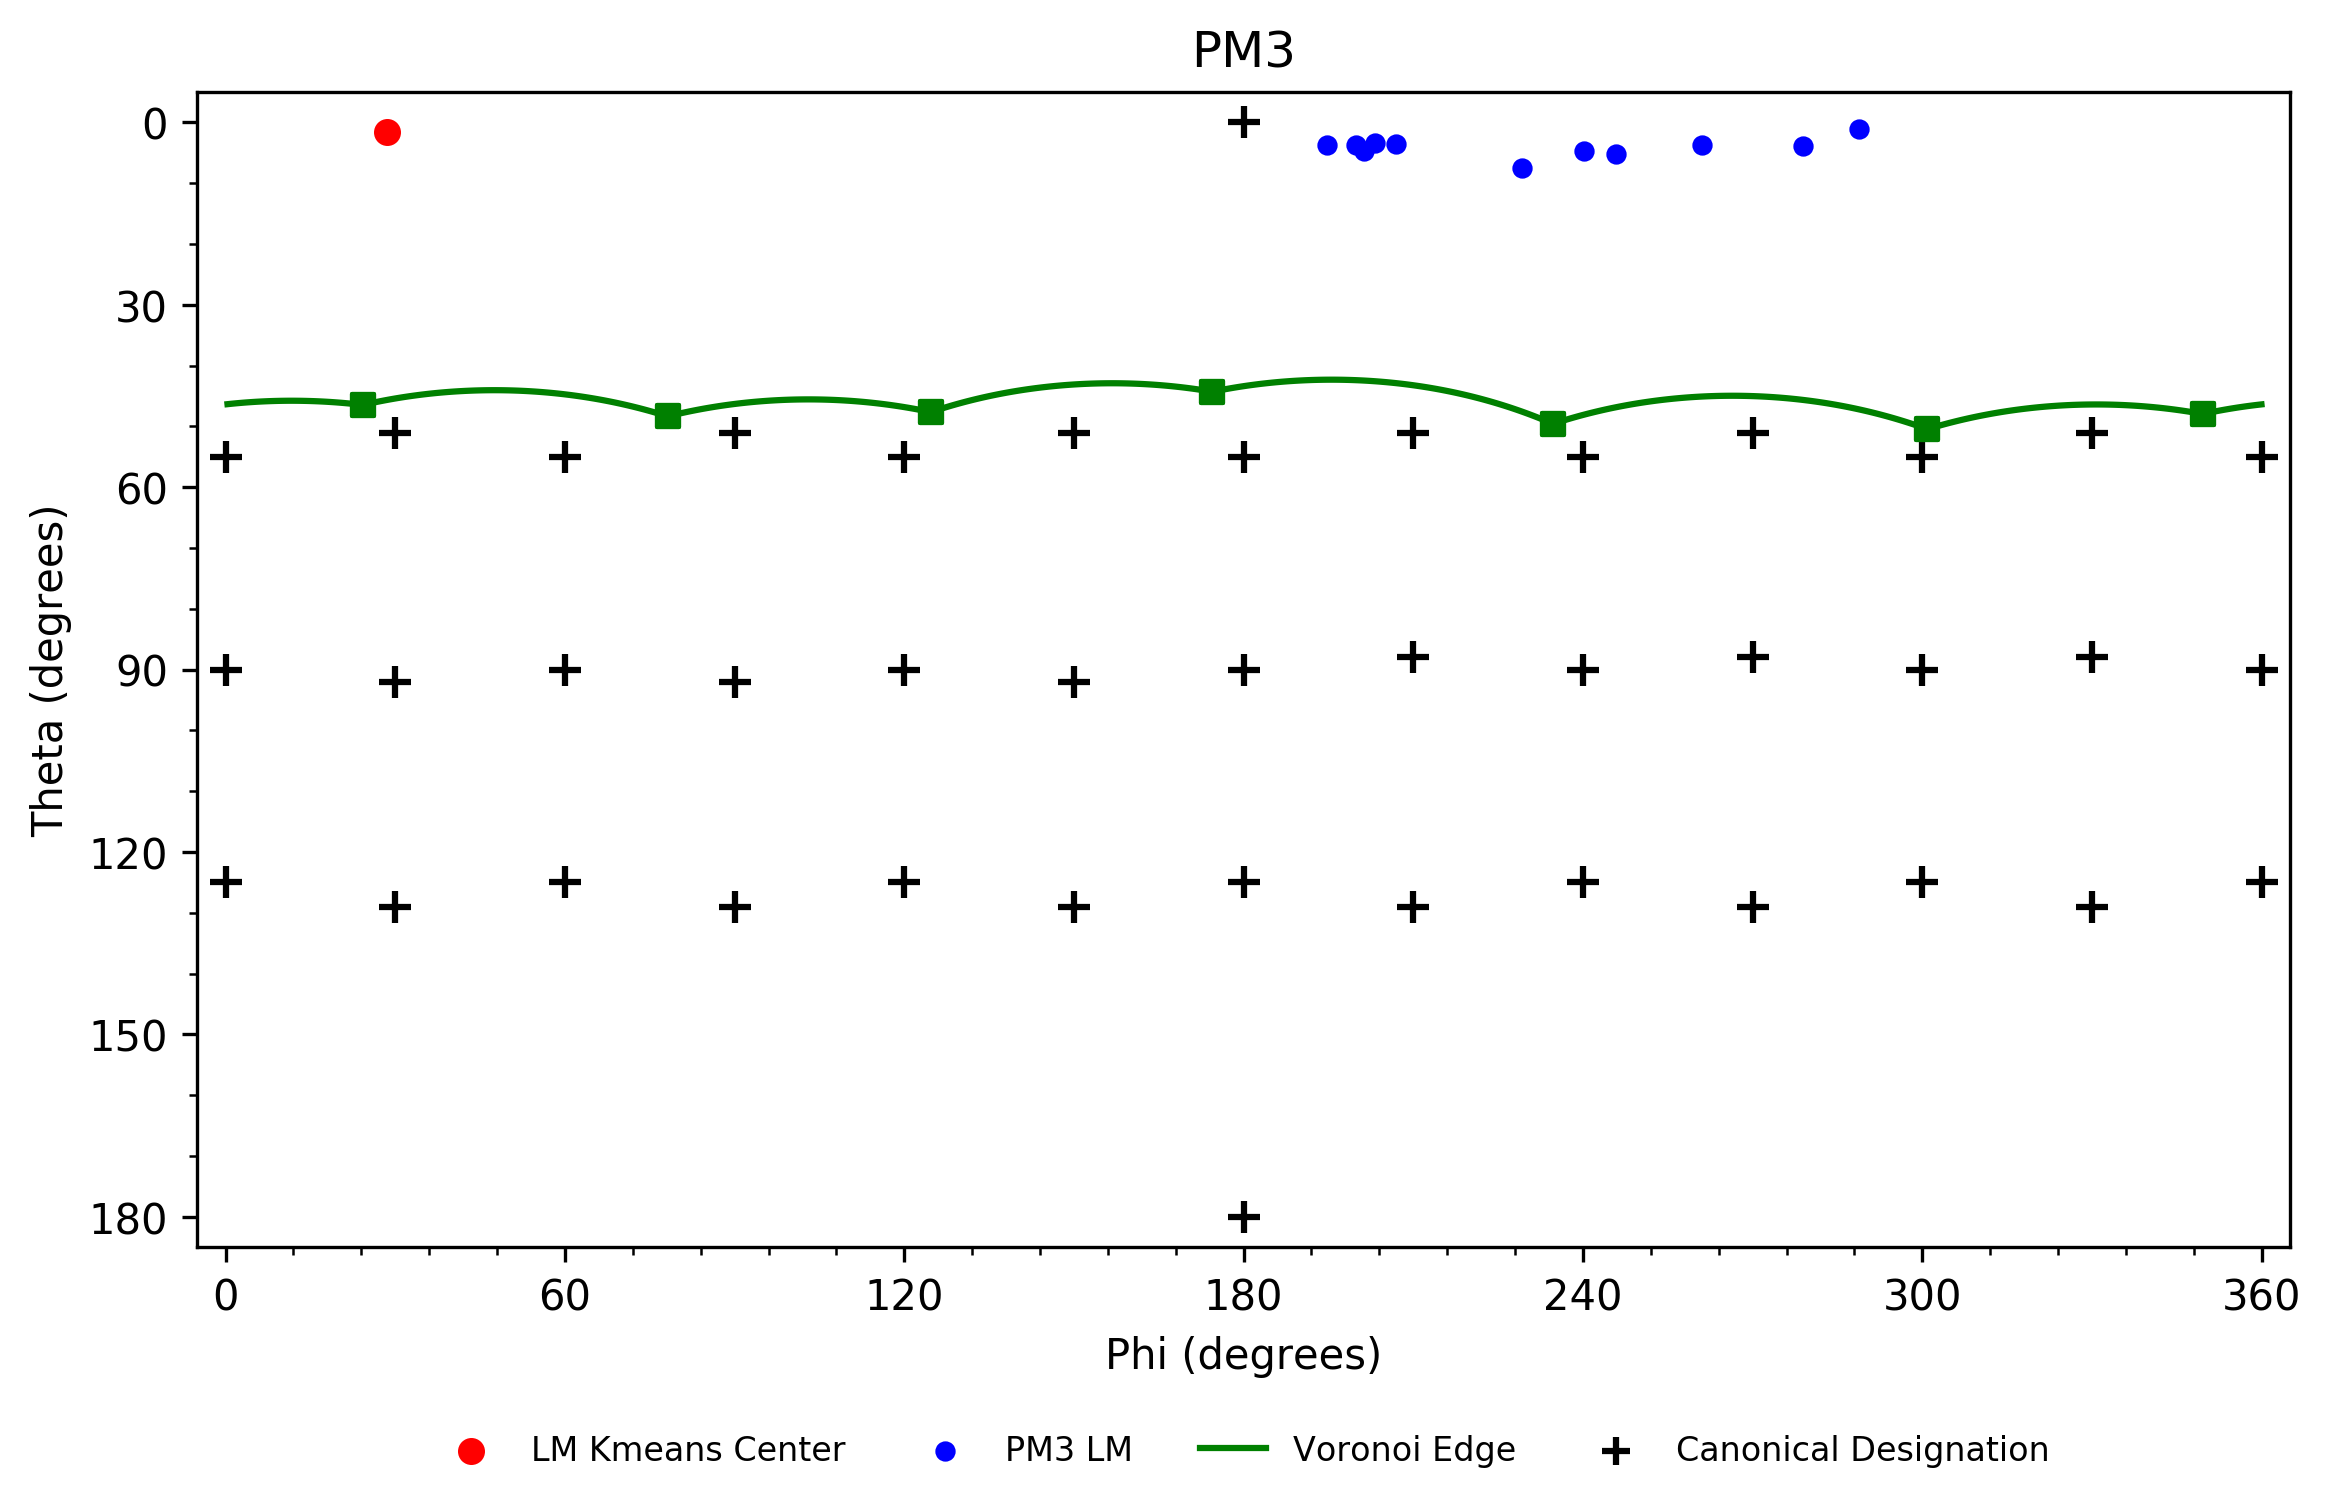 PM3
0
30
60
90
120
150
180
Theta (degrees)
0 60 120 180 240 300 360
Phi (degrees)
LM Kmeans Center PM3 LM Voronoi Edge Canonical Designation